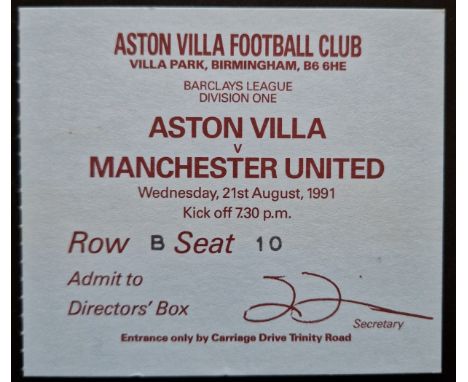 ASTON VILLA FOOTBALL CLUB
VILLA PARK, BIRMINGHAM, B6 6HE
BARCLAYS LEAGUE
DIVISION ONE
ASTON VILLA
v
MANCHESTER UNITED
Wednesday, 21st August, 1991
Kick off 7.30 p.m.
Row B Seat 10
Admit to
Directors' Box
Secretary
Entrance only by Carriage Drive Trinity Road